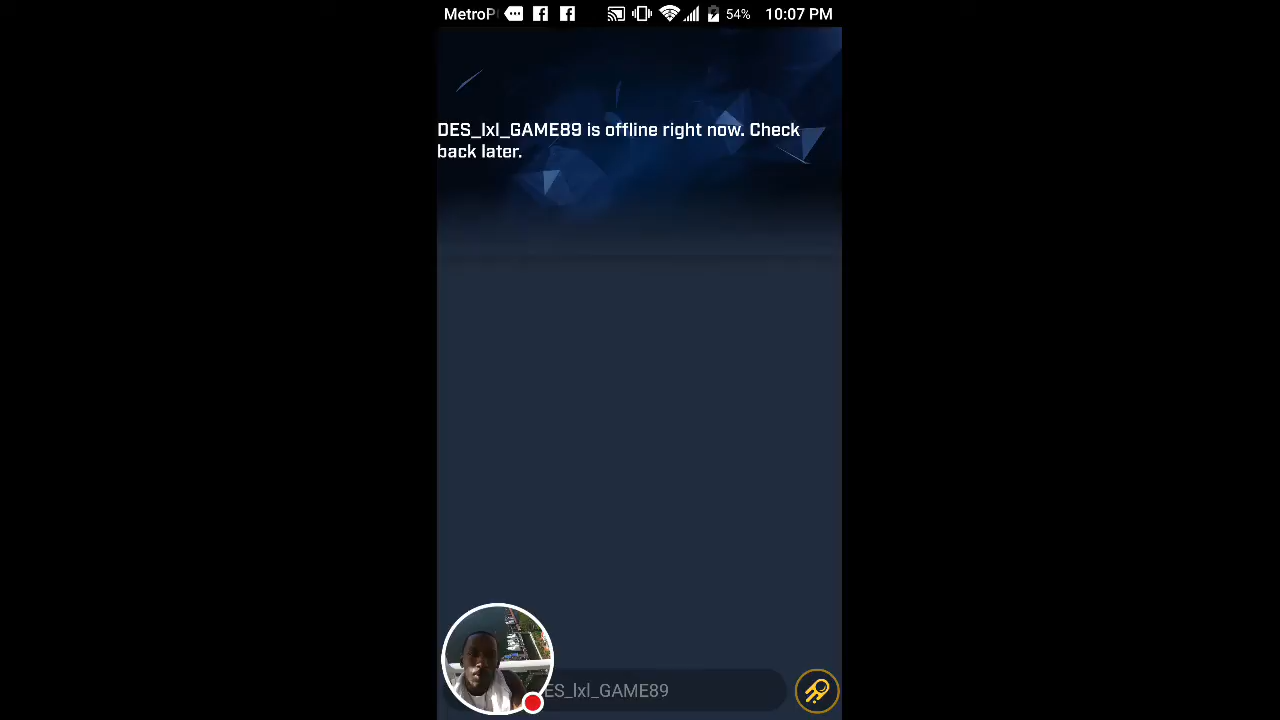 MetroP 54% 10:07 PM
DES_lxl_GAME89 is offline right now. Check
back later.
ES_lxl_GAME89